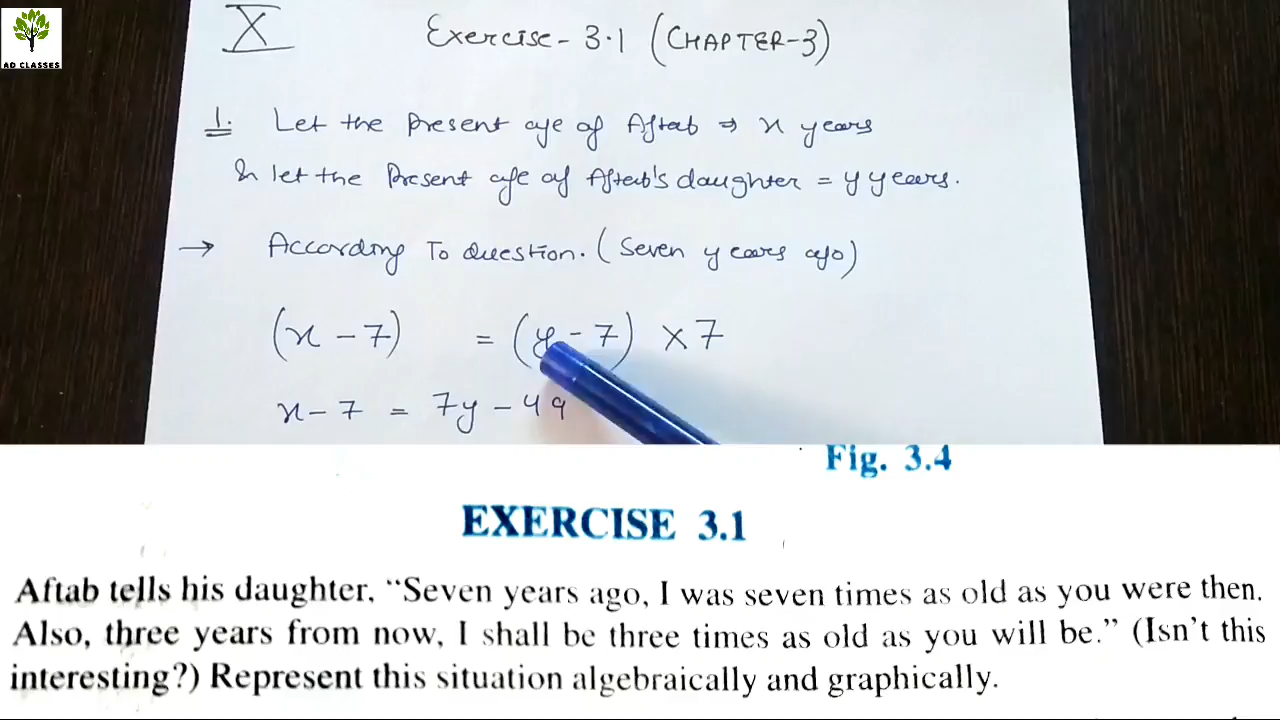 AD CLASSES
X Exercise- 3.1 (CHAPTER-3)
1. Let the Present age of Aftab ⇒ x years
& let the Present age of Aftab's daughter = y years.
→ According To Question. (Seven years ago)
(x - 7) = (y - 7) × 7
x - 7 = 7y - 49
Fig. 3.4
EXERCISE 3.1
Aftab tells his daughter, “Seven years ago, I was seven times as old as you were then.
Also, three years from now, I shall be three times as old as you will be.” (Isn't this
interesting?) Represent this situation algebraically and graphically.